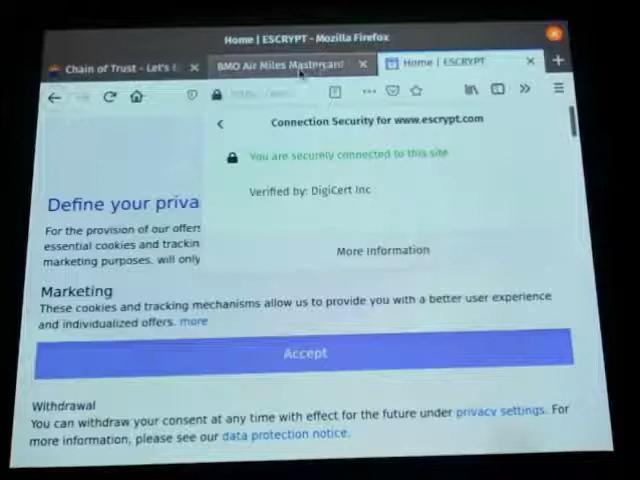 Home | ESCRYPT - Mozilla Firefox
Chain of Trust - Let's
BMO Air Miles Mastercard
Home | ESCRYPT
Connection Security for www.escrypt.com
You are securely connected to this site
Verified by: DigiCert Inc
More Information
Define your priva
For the provision of our offers
essential cookies and trackin
marketing purposes. will only
Marketing
These cookies and tracking mechanisms allow us to provide you with a better user experience
and individualized offers. more
Accept
Withdrawal
You can withdraw your consent at any time with effect for the future under privacy settings. For
more information, please see our data protection notice.